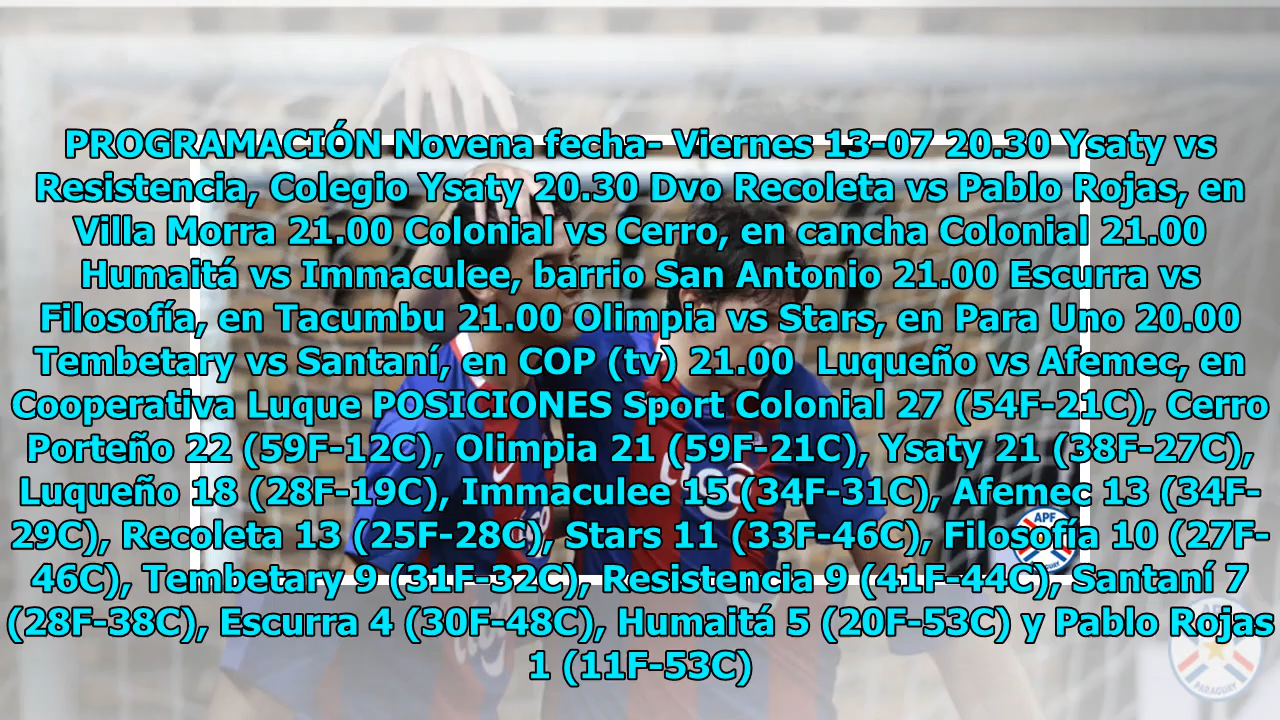 PROGRAMACIÓN Novena fecha- Viernes 13-07 20.30 Ysaty vs
Resistencia, Colegio Ysaty 20.30 Dvo Recoleta vs Pablo Rojas, en
Villa Morra 21.00 Colonial vs Cerro, en cancha Colonial 21.00
Humaitá vs Immaculee, barrio San Antonio 21.00 Escurra vs
Filosofía, en Tacumbu 21.00 Olimpia vs Stars, en Para Uno 20.00
Tembetary vs Santaní, en COP (tv) 21.00  Luqueño vs Afemec, en
Cooperativa Luque POSICIONES Sport Colonial 27 (54F-21C), Cerro
Porteño 22 (59F-12C), Olimpia 21 (59F-21C), Ysaty 21 (38F-27C),
Luqueño 18 (28F-19C), Immaculee 15 (34F-31C), Afemec 13 (34F-
29C), Recoleta 13 (25F-28C), Stars 11 (33F-46C), Filosofía 10 (27F-
46C), Tembetary 9 (31F-32C), Resistencia 9 (41F-44C), Santaní 7
(28F-38C), Escurra 4 (30F-48C), Humaitá 5 (20F-53C) y Pablo Rojas
1 (11F-53C)
tigo
APF
PARAGUAY
APF
PARAGUAY